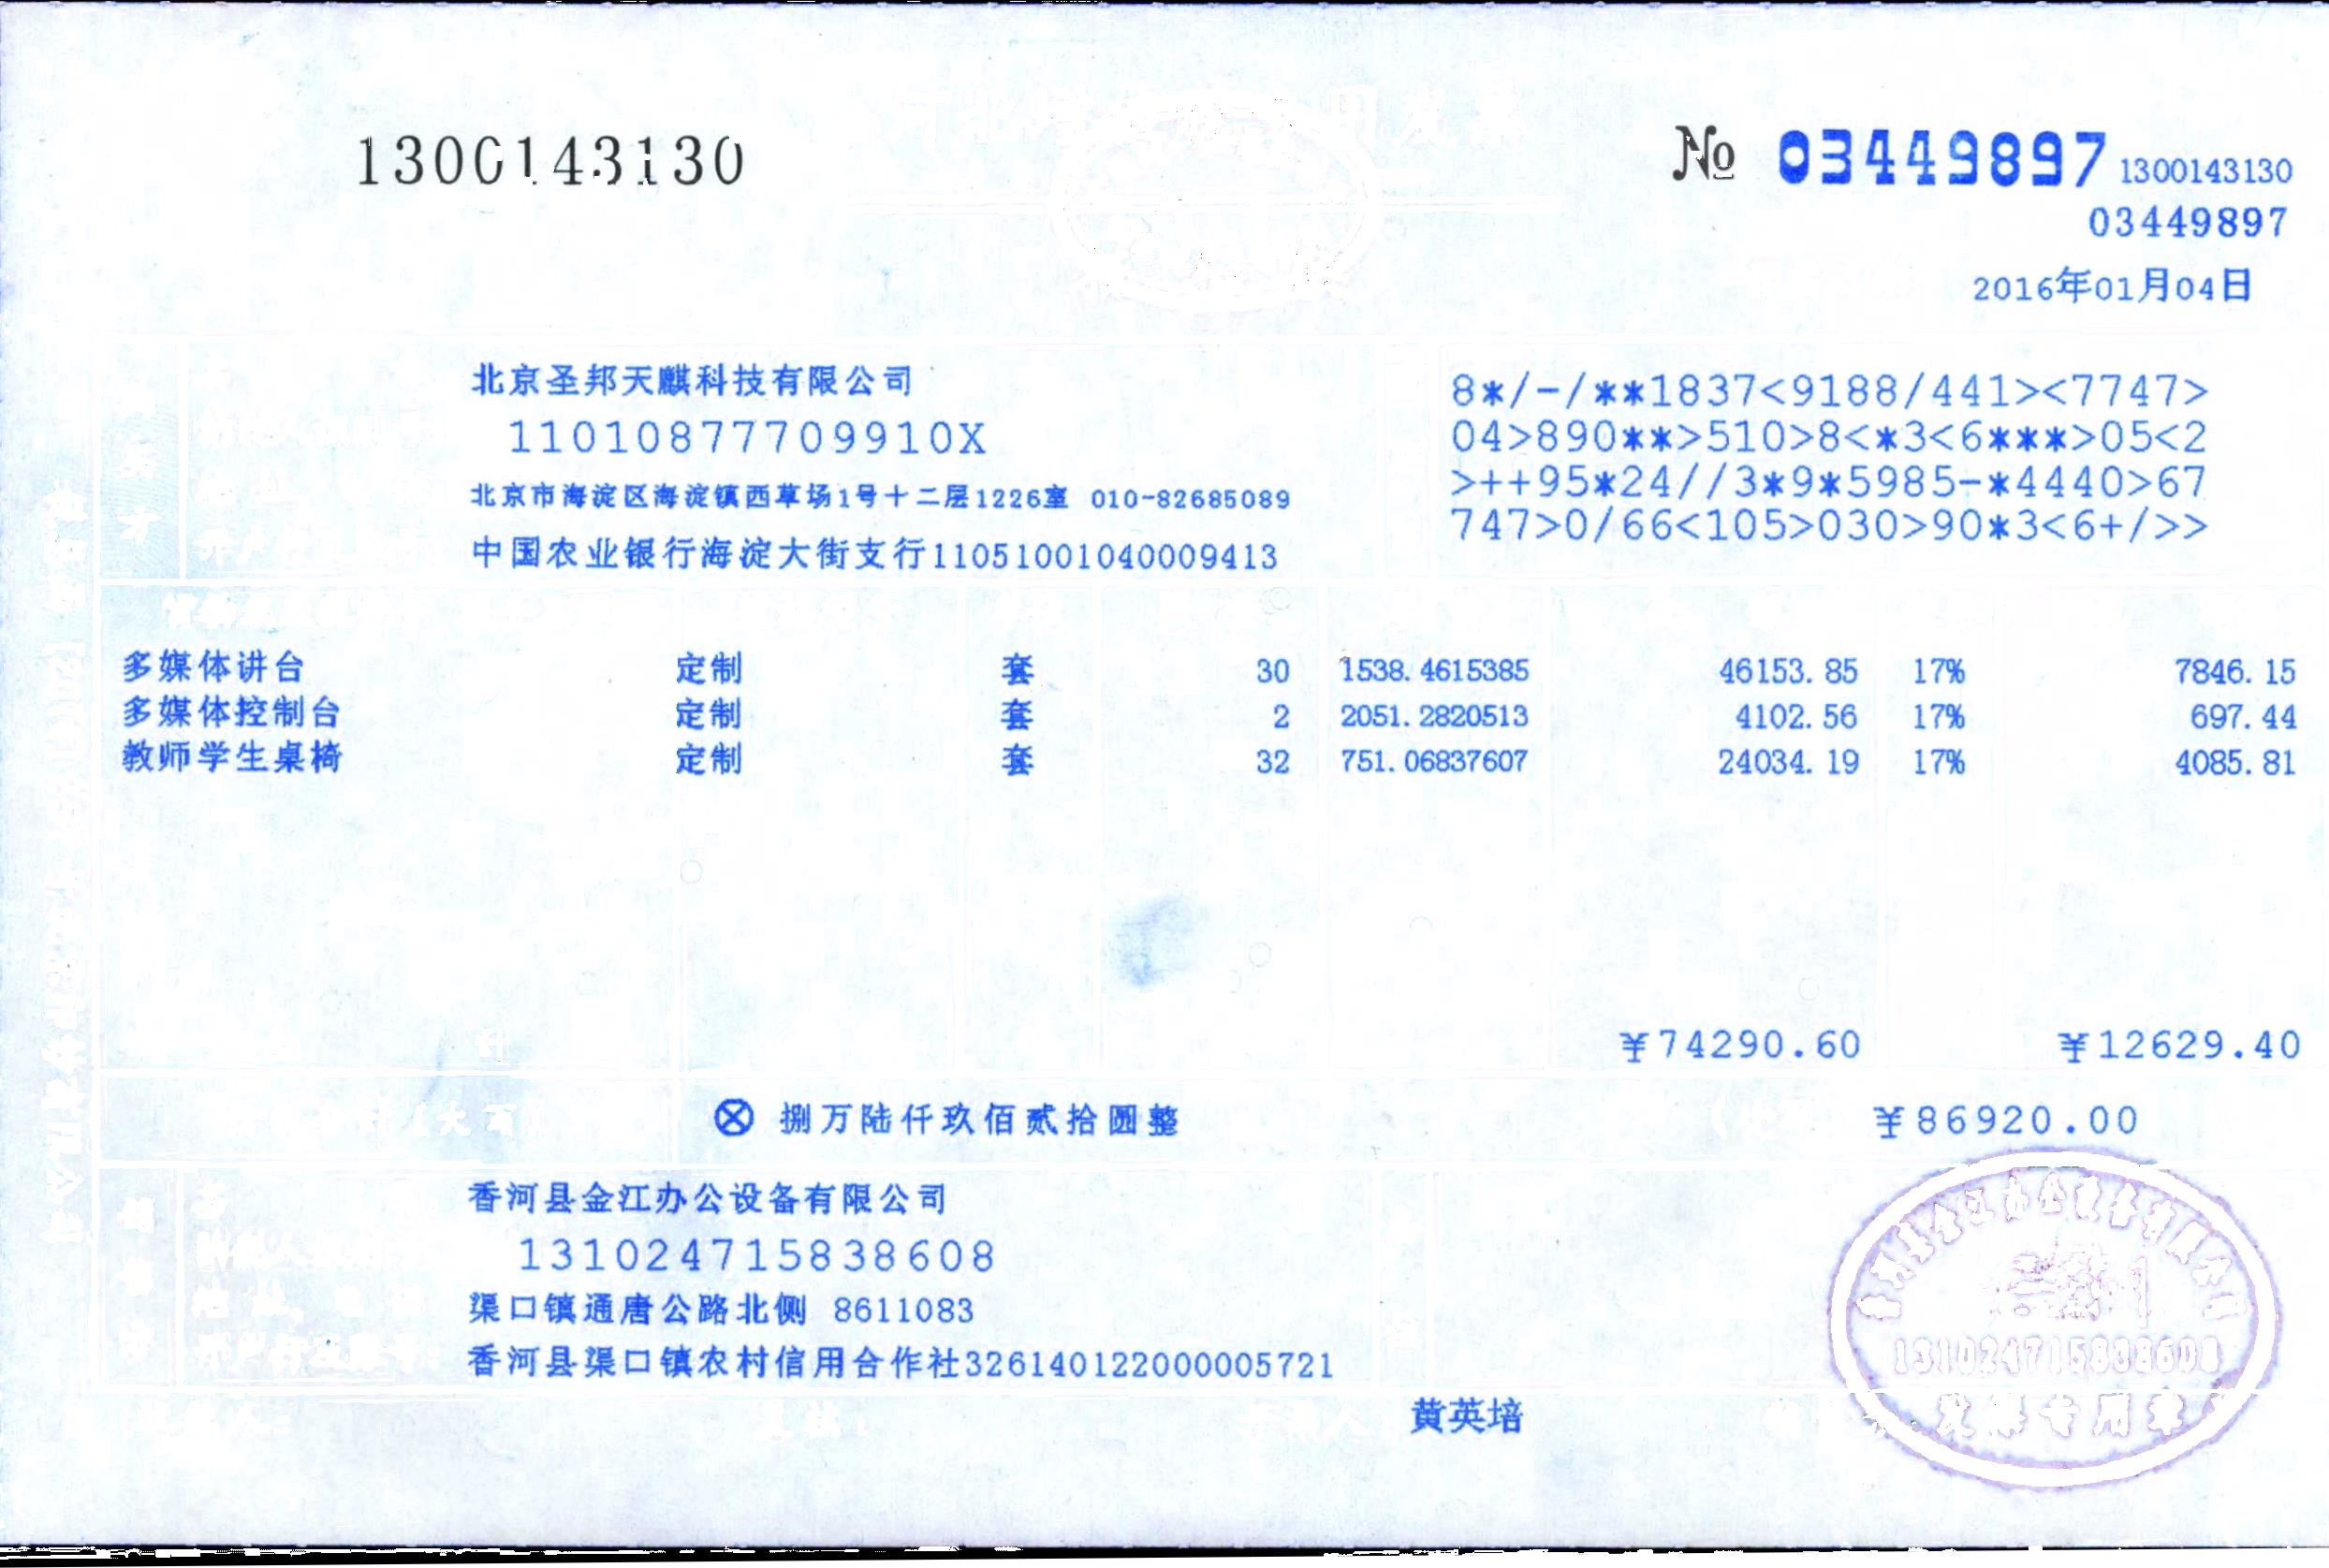 1300143130
№ 03449897 1300143130
03449897
2016年01月04日
北京圣邦天麒科技有限公司
11010877709910X
北京市海淀区海淀镇西草场1号十二层1226室 010-82685089
中国农业银行海淀大街支行11051001040009413
8*/-/**1837<9188/441><7747>
04>890**>510>8<*3<6***>05<2
>++95*24//3*9*5985-*4440>67
747>0/66<105>030>90*3<6+/>>
多媒体讲台 定制 套 30 1538.4615385 46153.85 17% 7846.15
多媒体控制台 定制 套 2 2051.2820513 4102.56 17% 697.44
教师学生桌椅 定制 套 32 751.06837607 24034.19 17% 4085.81
¥74290.60 ¥12629.40
ⓧ 捌万陆仟玖佰贰拾圆整 ¥86920.00
香河县金江办公设备有限公司
131024715838608
渠口镇通唐公路北侧 8611083
香河县渠口镇农村信用合作社326140122000005721
黄英培
131024715838608
发票专用章